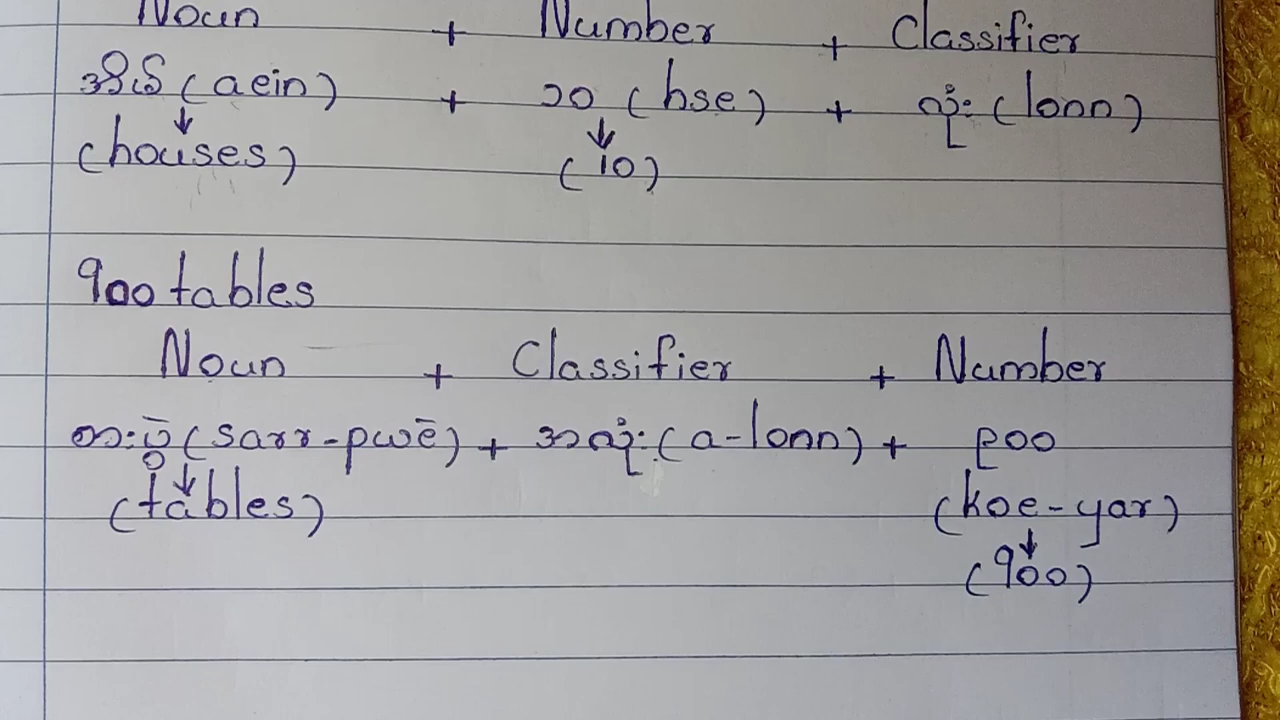 Noun + Number + Classifier
အိမ် (aein) + ၁၀ (hse) + လုံး (lonn)
↓ ↓
(houses) (10)
900 tables
Noun + Classifier + Number
စားပွဲ (sarr-pwē) + အလုံး (a-lonn) + ၉၀၀
↓
(tables) (koe-yar)
↓
(900)